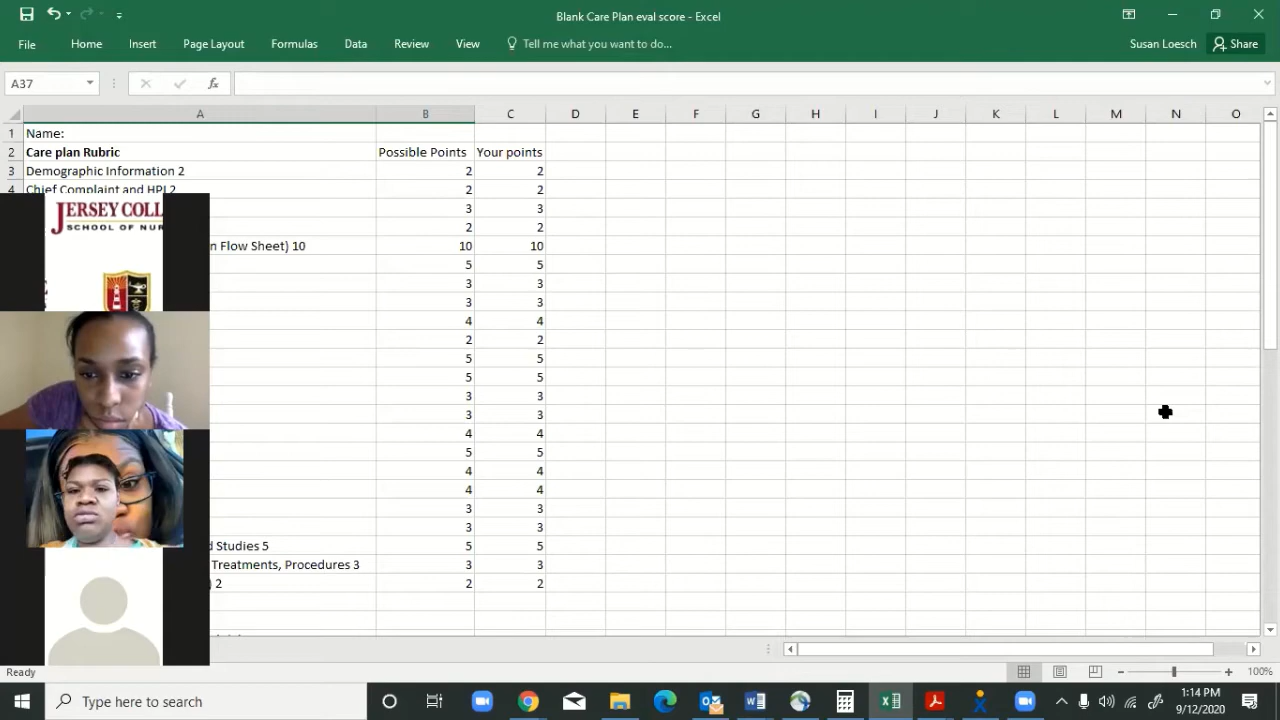 Blank Care Plan eval score - Excel
File Home Insert Page Layout Formulas Data Review View Tell me what you want to do... Susan Loesch Share
A37 fx
A B C D E F G H I J K L M N O
1 Name:
2 Care plan Rubric Possible Points Your points
3 Demographic Information 2 2 2
4 Chief Complaint and HPI 2 2 2
JERSEY COLL 3 3
SCHOOL OF NUR 2 2
n Flow Sheet) 10 10 10
5 5
3 3
3 3
4 4
2 2
5 5
5 5
3 3
3 3
4 4
5 5
4 4
4 4
3 3
3 3
d Studies 5 5 5
Treatments, Procedures 3 3 3
) 2 2 2
Ready 100%
Type here to search 1:14 PM
9/12/2020